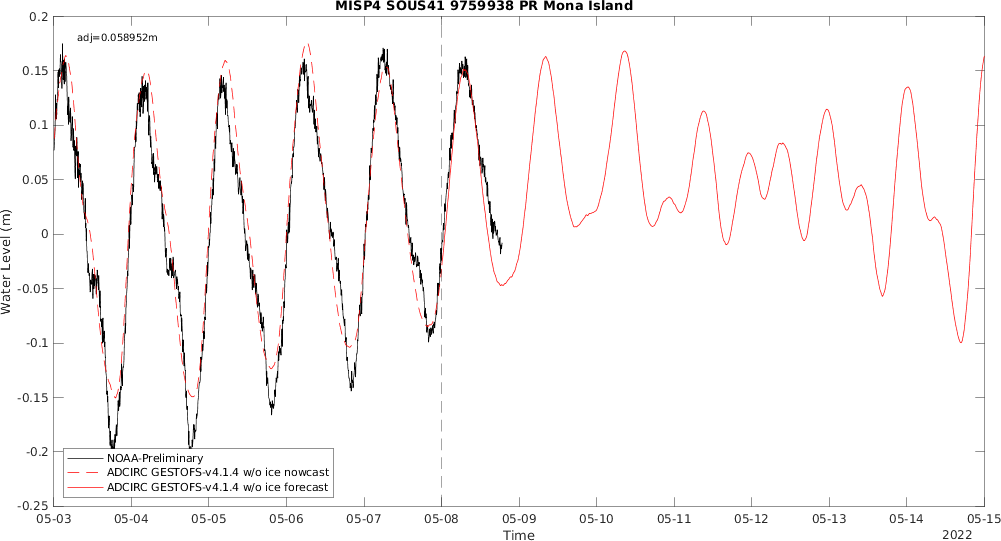 MISP4 SOUS41 9759938 PR Mona Island
adj=0.058952m
0.2
0.15
0.1
0.05
0
-0.05
-0.1
-0.15
-0.2
-0.25
Water Level (m)
NOAA-Preliminary
ADCIRC GESTOFS-v4.1.4 w/o ice nowcast
ADCIRC GESTOFS-v4.1.4 w/o ice forecast
05-03 05-04 05-05 05-06 05-07 05-08 05-09 05-10 05-11 05-12 05-13 05-14 05-15
Time
2022